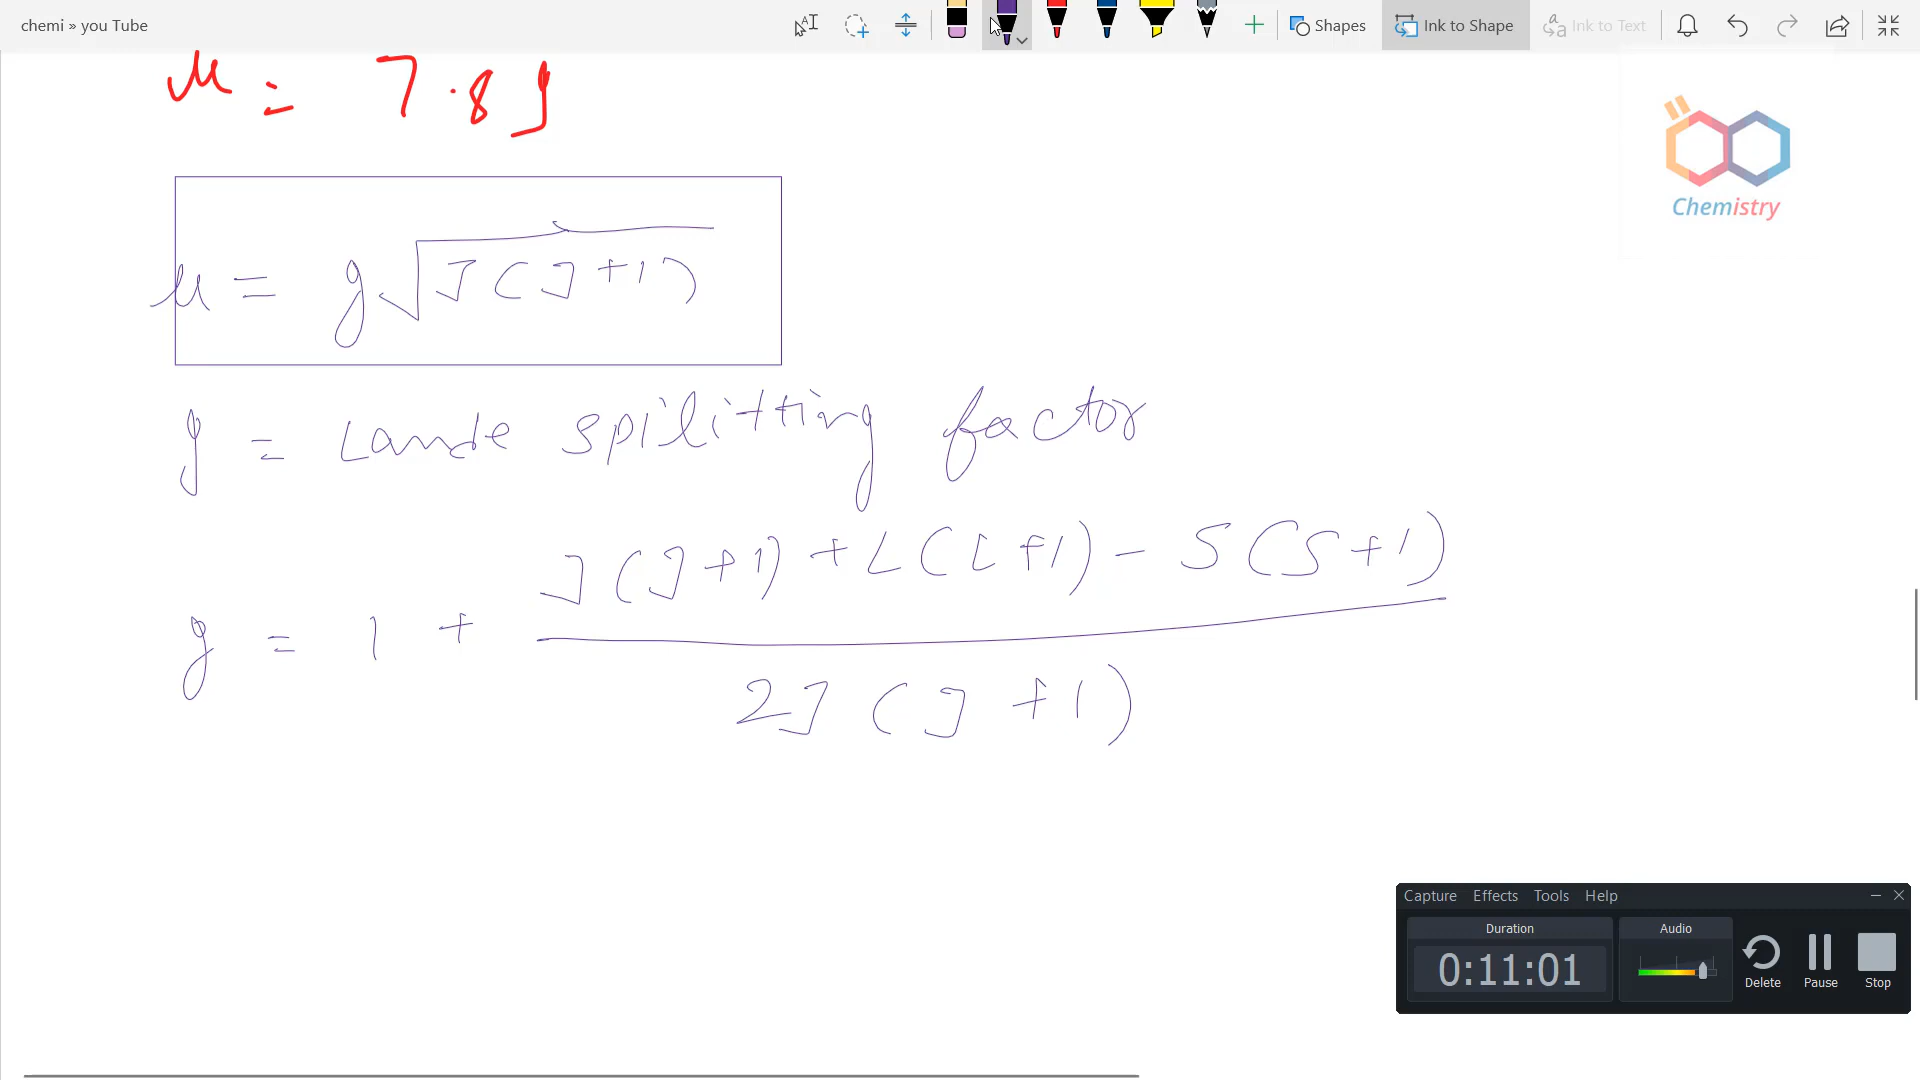 chemi » you Tube
Shapes
Ink to Shape
Ink to Text
μ = 7.89
Chemistry
μ = g√J(J+1)
g = Lande spilitting factor
g = 1 + J(J+1) + L(L+1) - S(S+1)
2J(J+1)
Capture Effects Tools Help
Duration
Audio
0:11:01
Delete
Pause
Stop